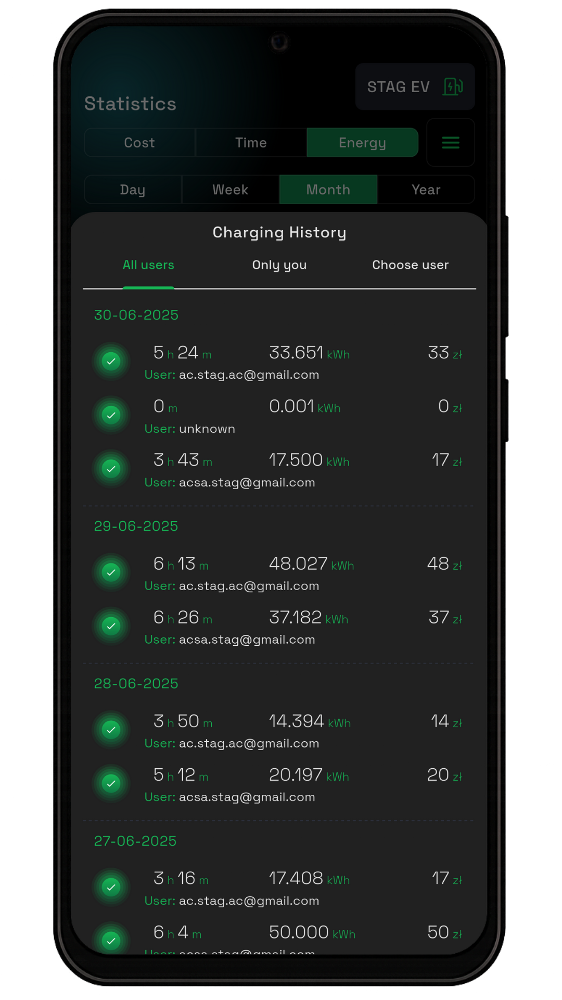 STAG EV
Statistics
Cost Time Energy
Day Week Month Year
Charging History
All users Only you Choose user
30-06-2025
5 h 24 m 33.651 kWh 33 zł
User: ac.stag.ac@gmail.com
0 m 0.001 kWh 0 zł
User: unknown
3 h 43 m 17.500 kWh 17 zł
User: acsa.stag@gmail.com
29-06-2025
6 h 13 m 48.027 kWh 48 zł
User: ac.stag.ac@gmail.com
6 h 26 m 37.182 kWh 37 zł
User: acsa.stag@gmail.com
28-06-2025
3 h 50 m 14.394 kWh 14 zł
User: ac.stag.ac@gmail.com
5 h 12 m 20.197 kWh 20 zł
User: acsa.stag@gmail.com
27-06-2025
3 h 16 m 17.408 kWh 17 zł
User: ac.stag.ac@gmail.com
6 h 4 m 50.000 kWh 50 zł
User: acsa.stag@gmail.com